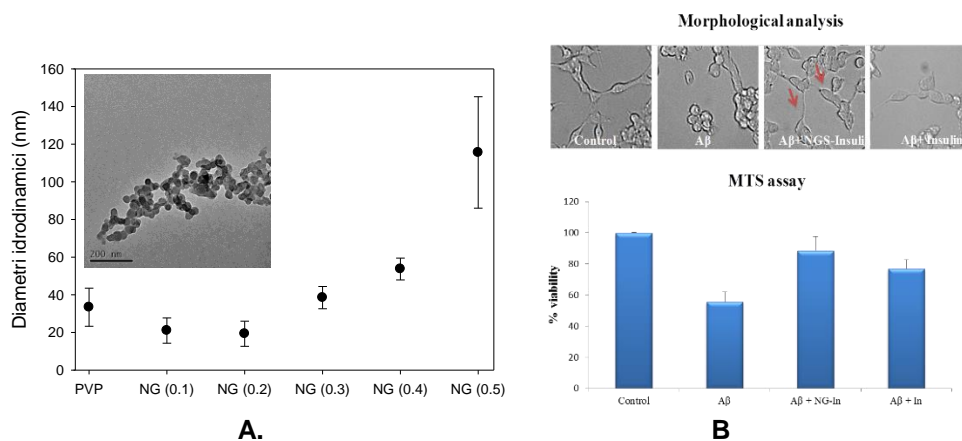 Diametri idrodinamici (nm)
160
140
120
100
80
60
40
20
0
200 nm
PVP NG (0.1) NG (0.2) NG (0.3) NG (0.4) NG (0.5)
A.
Morphological analysis
Control Aβ Aβ+ NGS-Insulin Aβ+ Insulin
MTS assay
% viability
120
100
80
60
40
20
0
Control Aβ Aβ + NG-In Aβ + In
B